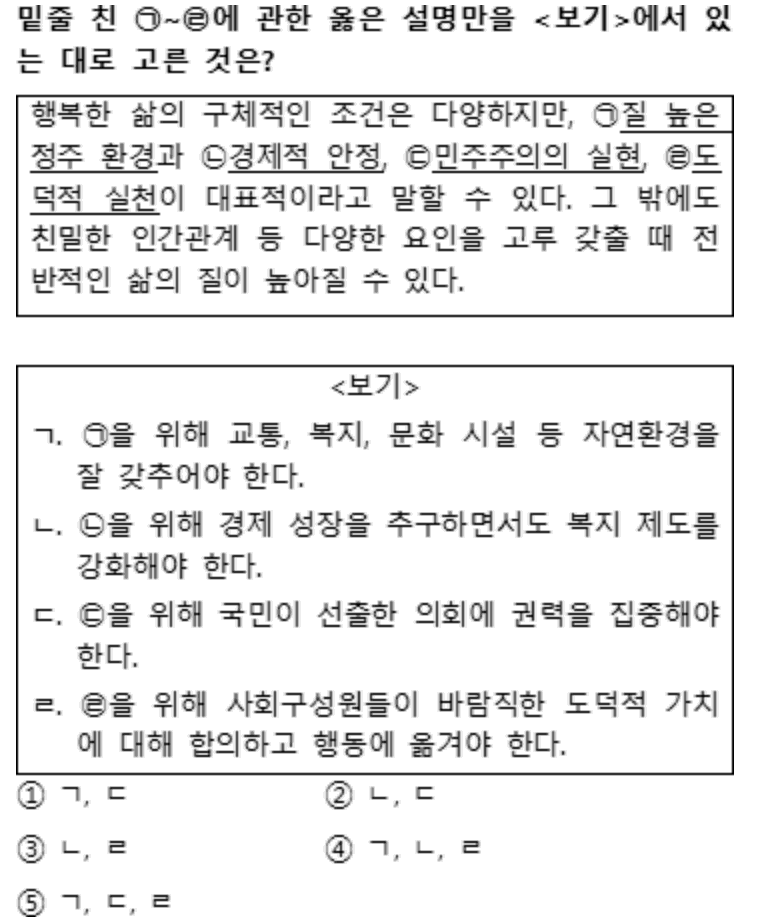 밑줄 친 ㉠~㉣에 관한 옳은 설명만을 <보기>에서 있
는 대로 고른 것은?
행복한 삶의 구체적인 조건은 다양하지만, ㉠질 높은
정주 환경과 ㉡경제적 안정, ㉢민주주의의 실현, ㉣도
덕적 실천이 대표적이라고 말할 수 있다. 그 밖에도
친밀한 인간관계 등 다양한 요인을 고루 갖출 때 전
반적인 삶의 질이 높아질 수 있다.
<보기>
ㄱ. ㉠을 위해 교통, 복지, 문화 시설 등 자연환경을
잘 갖추어야 한다.
ㄴ. ㉡을 위해 경제 성장을 추구하면서도 복지 제도를
강화해야 한다.
ㄷ. ㉢을 위해 국민이 선출한 의회에 권력을 집중해야
한다.
ㄹ. ㉣을 위해 사회구성원들이 바람직한 도덕적 가치
에 대해 합의하고 행동에 옮겨야 한다.
① ㄱ, ㄷ ② ㄴ, ㄷ
③ ㄴ, ㄹ ④ ㄱ, ㄴ, ㄹ
⑤ ㄱ, ㄷ, ㄹ